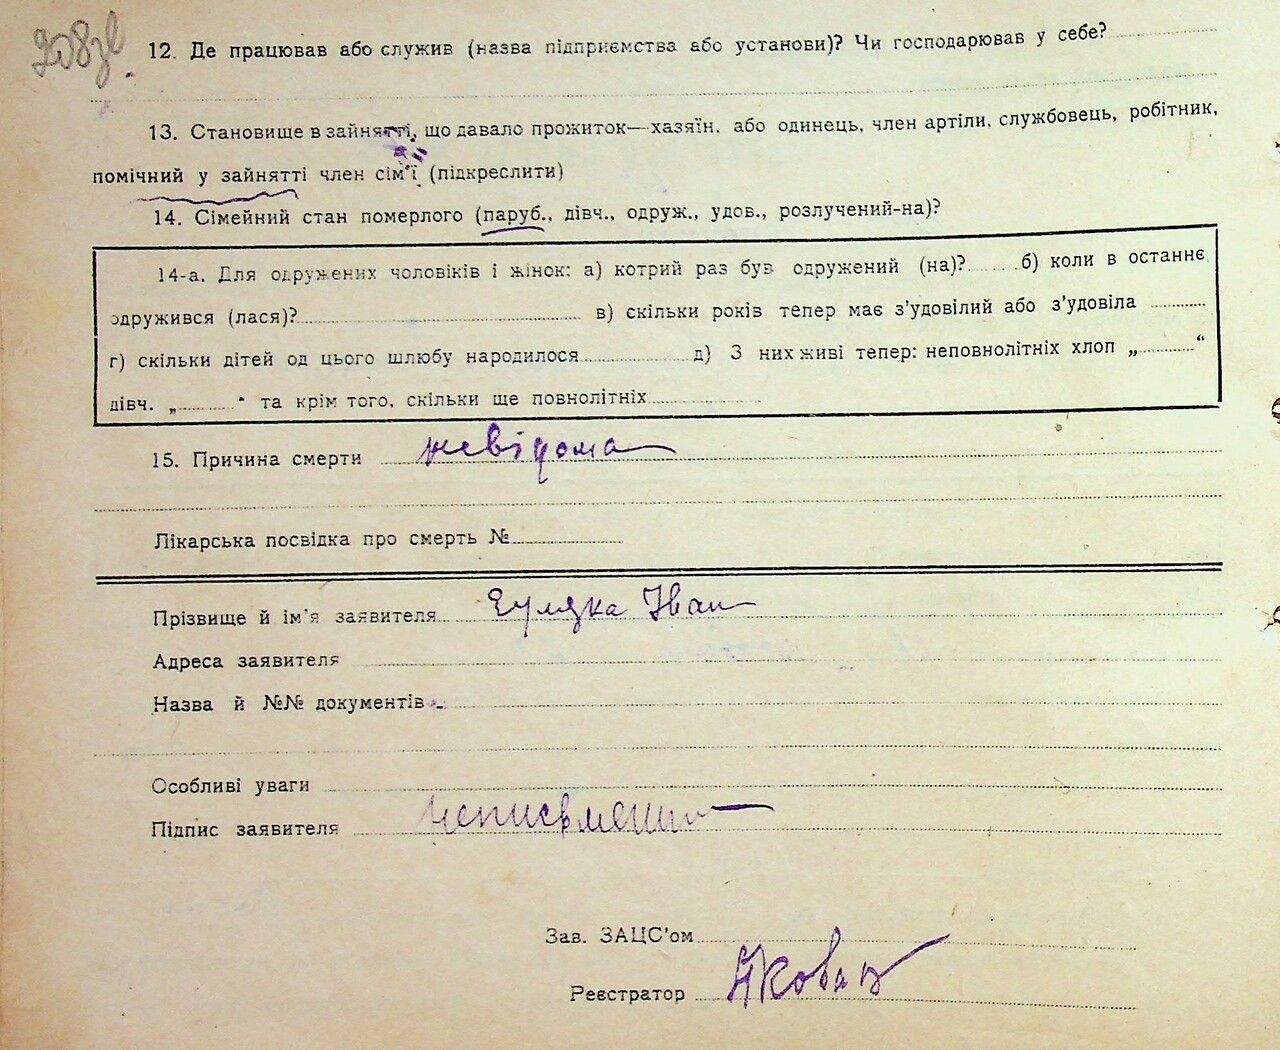 208зв.
12. Де працював або служив (назва підприємства або установи)? Чи господарював у себе?
13. Становище в зайнятті, що давало прожиток—хазяїн, або одинець, член артіли, службовець, робітник,
помічний у зайнятті член сім'ї (підкреслити)
14. Сімейний стан померлого (паруб., дівч., одруж., удов., розлучений-на)?
14-а. Для одружених чоловіків і жінок: а) котрий раз був одружений (на)? б) коли в останнє
одружився (лася)? в) скільки років тепер має з'удовілий або з'удовіла
г) скільки дітей од цього шлюбу народилося д) З них живі тепер: неповнолітніх хлоп „ “
дівч. „ “ та крім того, скільки ще повнолітніх
15. Причина смерти невідома
Лікарська посвідка про смерть №
Прізвище й ім'я заявителя Іван
Адреса заявителя
Назва й №№ документів
Особливі уваги
Підпис заявителя неписьменний
Зав. ЗАЦС'ом
Реєстратор